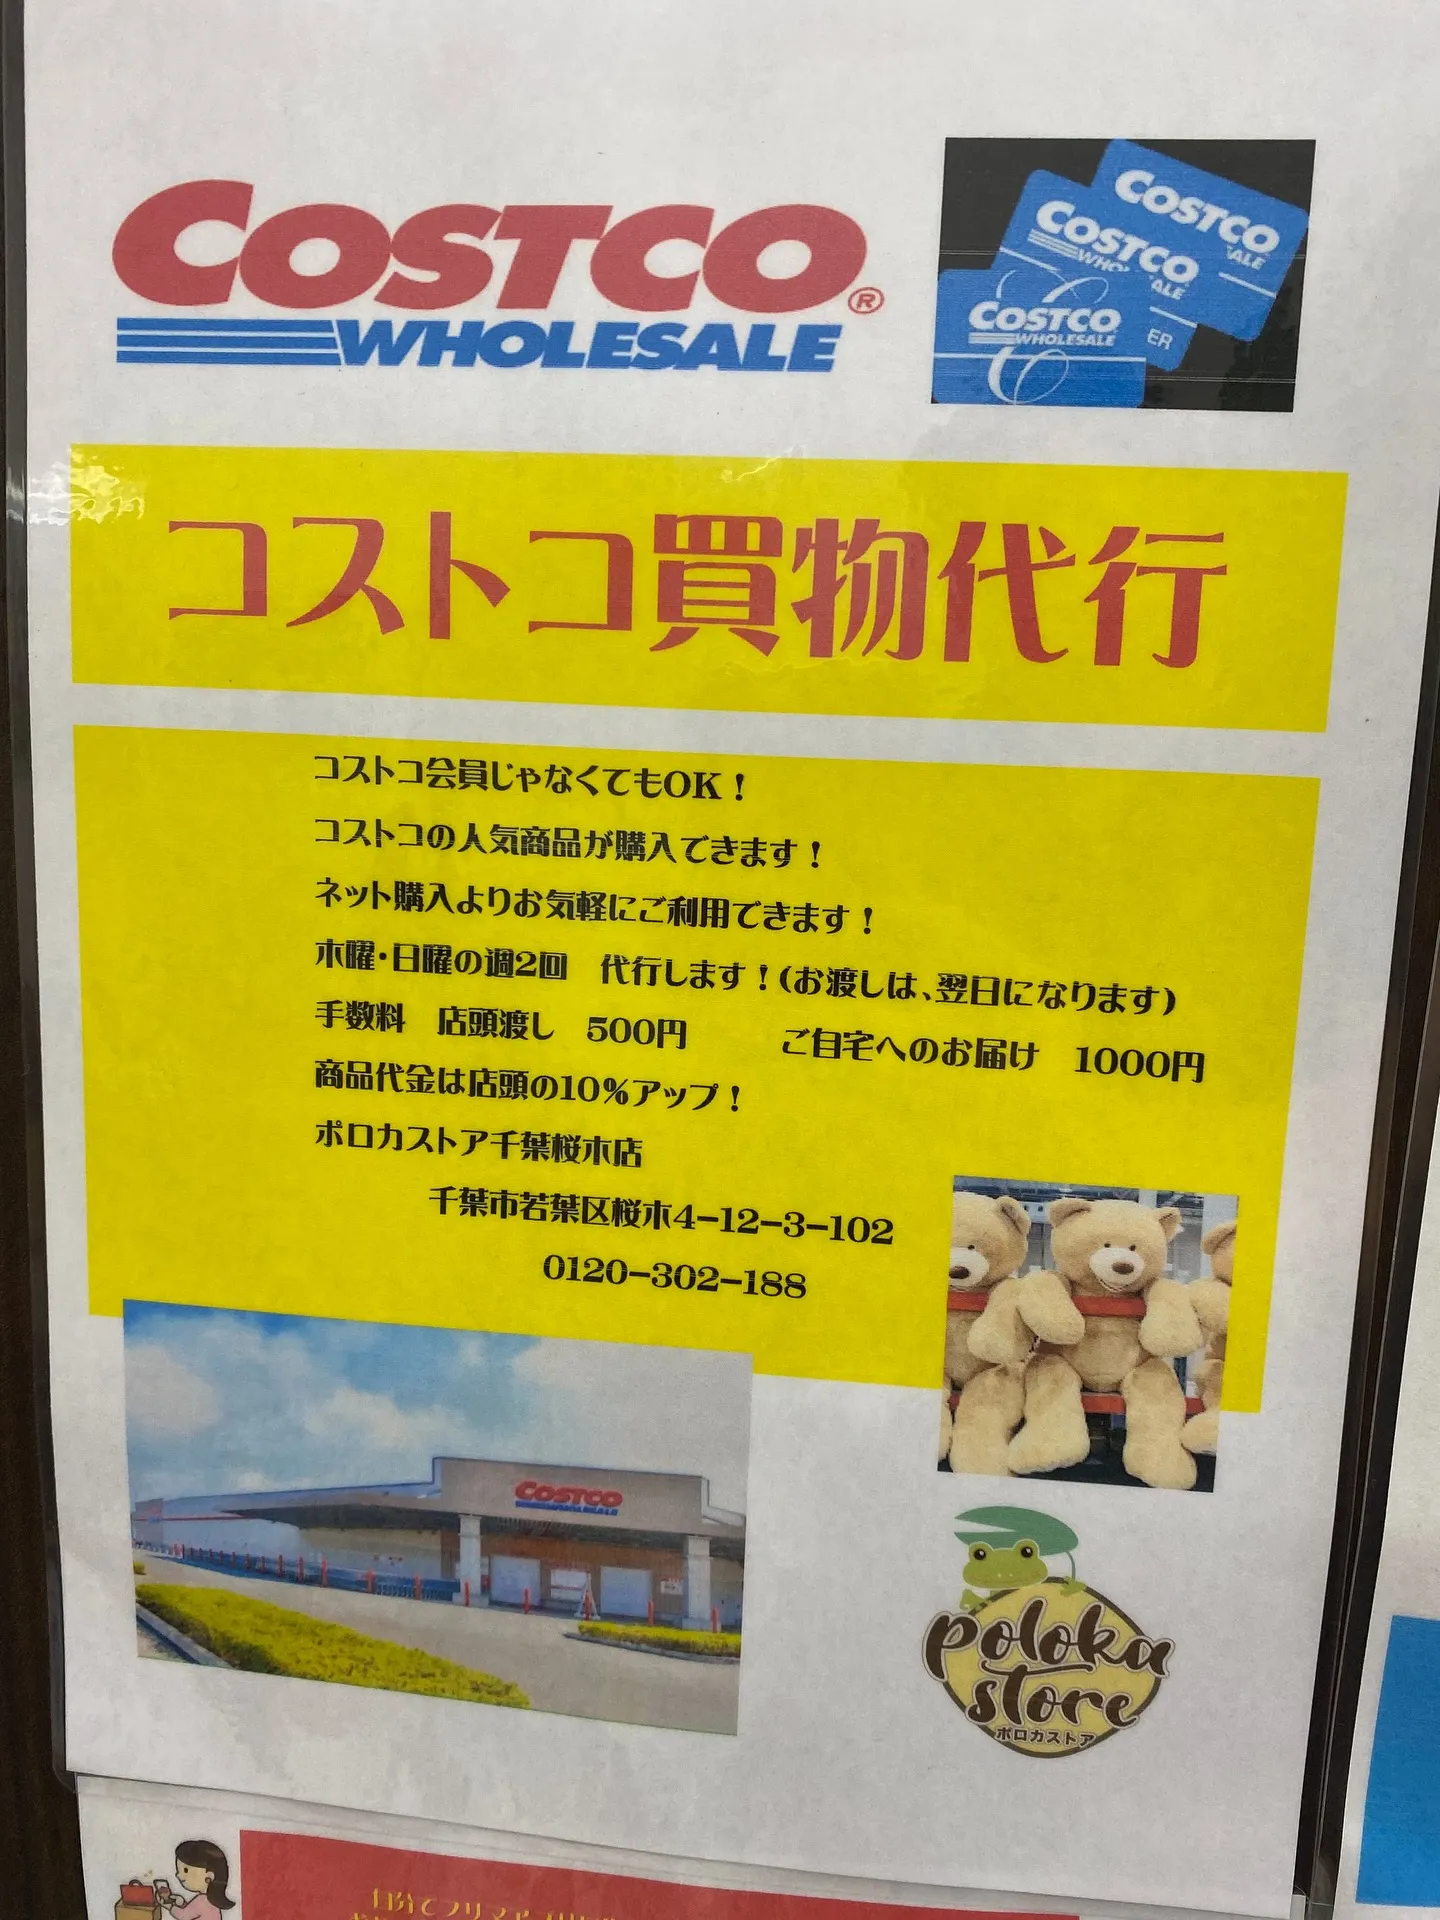 COSTCO®
WHOLESALE
COSTCO
COSTCO
COSTCO
WHOLESALE
ER
コストコ買物代行
コストコ会員じゃなくてもOK！
コストコの人気商品が購入できます！
ネット購入よりお気軽にご利用できます！
木曜・日曜の週2回　代行します！（お渡しは、翌日になります）
手数料　店頭渡し　500円　　　ご自宅へのお届け　1000円
商品代金は店頭の10％アップ！
ポロカストア千葉桜木店
千葉市若葉区桜木4−12−3−102
0120−302−188
COSTCO
WHOLESALE
poloka
store
ポロカストア